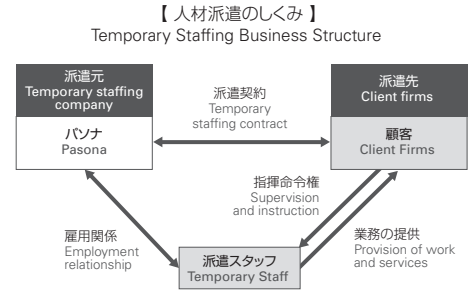 【 人材派遣のしくみ 】
Temporary Staffing Business Structure
派遣元
Temporary staffing
company
パソナ
Pasona
派遣契約
Temporary
staffing contract
派遣先
Client firms
顧客
Client Firms
指揮命令権
Supervision
and instruction
雇用関係
Employment
relationship
業務の提供
Provision of work
and services
派遣スタッフ
Temporary Staff